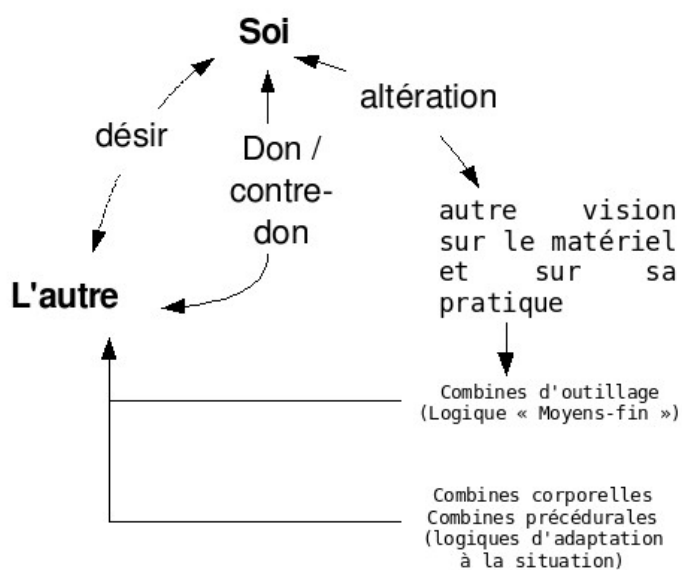 Soi
altération
désir
Don /
contre-
don
autre vision
sur le matériel
et sur sa
pratique
L'autre
Combines d'outillage
(Logique « Moyens-fin »)
Combines corporelles
Combines précédurales
(logiques d'adaptation
à la situation)